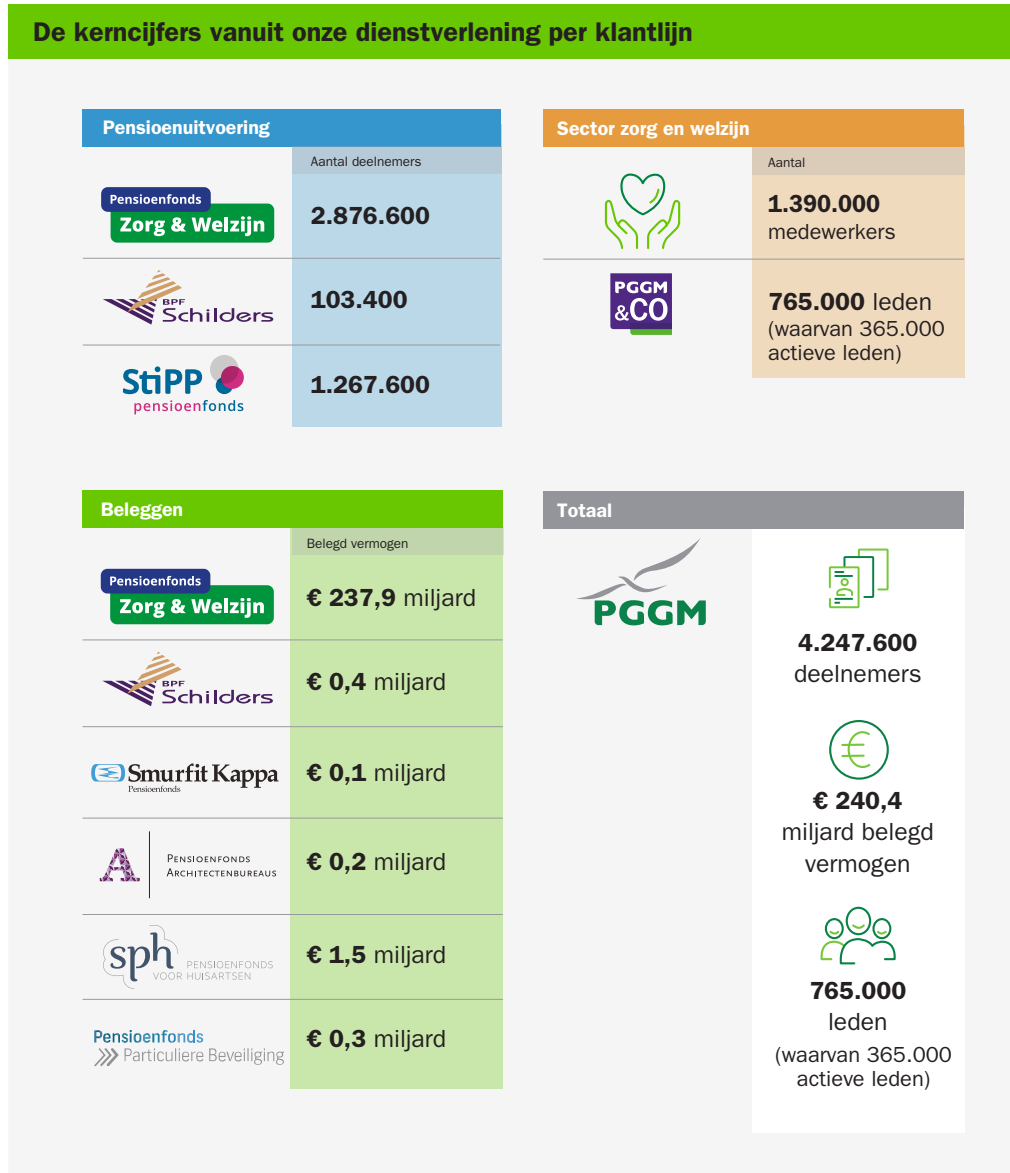 De kerncijfers vanuit onze dienstverlening per klantlijn
Pensioenuitvoering
Aantal deelnemers
Pensioenfonds
Zorg & Welzijn
2.876.600
BPF
Schilders
103.400
StiPP
pensioenfonds
1.267.600
Sector zorg en welzijn
Aantal
1.390.000
medewerkers
PGGM
&CO
765.000 leden
(waarvan 365.000
actieve leden)
Beleggen
Belegd vermogen
Pensioenfonds
Zorg & Welzijn
€ 237,9 miljard
BPF
Schilders
€ 0,4 miljard
Smurfit Kappa
Pensioenfonds
€ 0,1 miljard
A
PENSIOENFONDS
ARCHITECTENBUREAUS
€ 0,2 miljard
sph
PENSIOENFONDS
VOOR HUISARTSEN
€ 1,5 miljard
Pensioenfonds
Particuliere Beveiliging
€ 0,3 miljard
Totaal
PGGM
4.247.600
deelnemers
€
€ 240,4
miljard belegd
vermogen
765.000
leden
(waarvan 365.000
actieve leden)